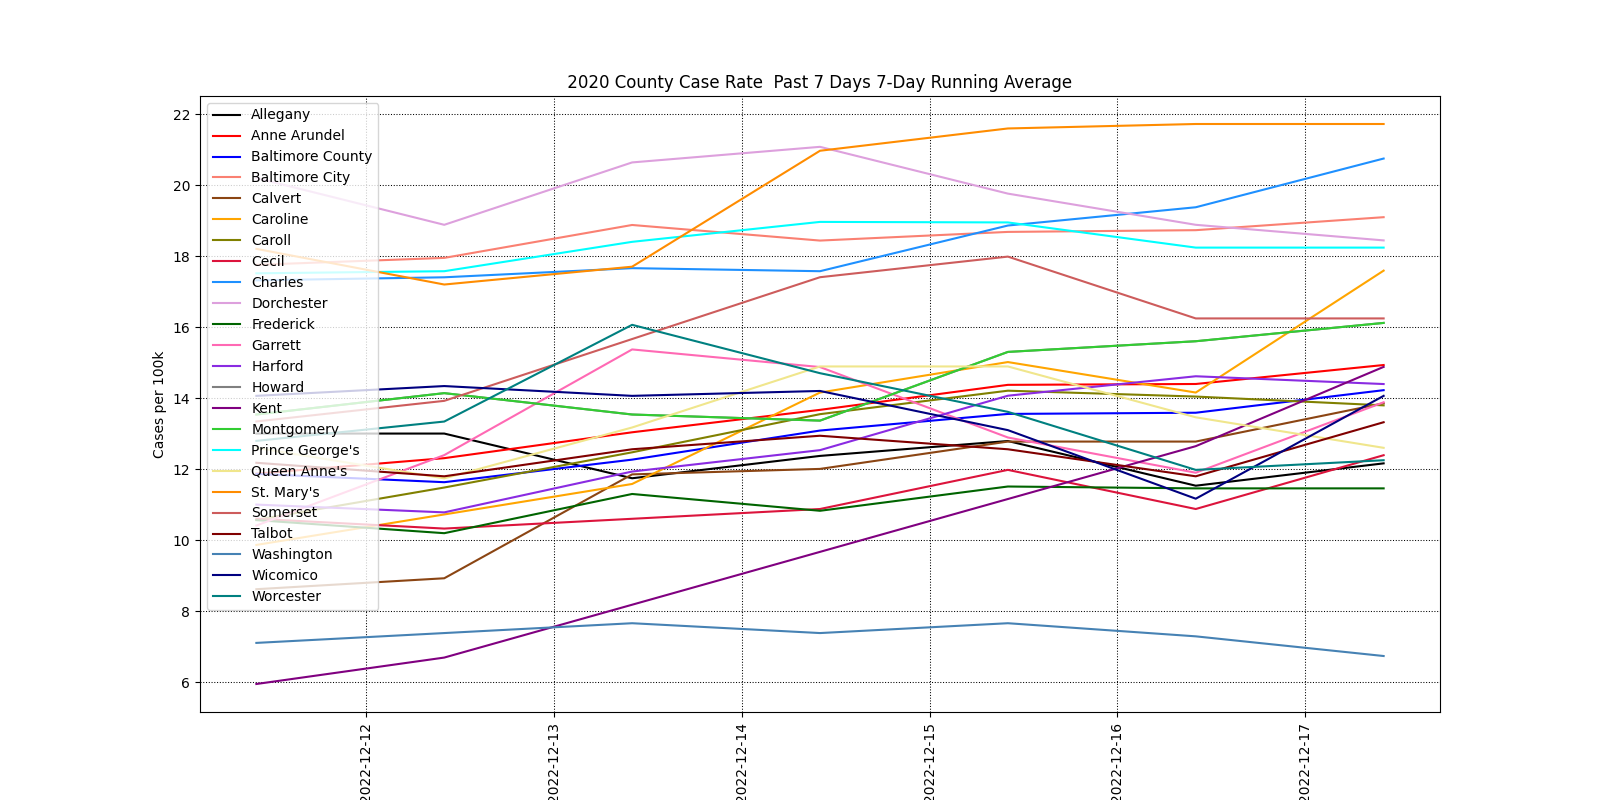 2020 County Case Rate  Past 7 Days 7-Day Running Average
Cases per 100k
22
20
18
16
14
12
10
8
6
Allegany
Anne Arundel
Baltimore County
Baltimore City
Calvert
Caroline
Caroll
Cecil
Charles
Dorchester
Frederick
Garrett
Harford
Howard
Kent
Montgomery
Prince George's
Queen Anne's
St. Mary's
Somerset
Talbot
Washington
Wicomico
Worcester
2022-12-12
2022-12-13
2022-12-14
2022-12-15
2022-12-16
2022-12-17